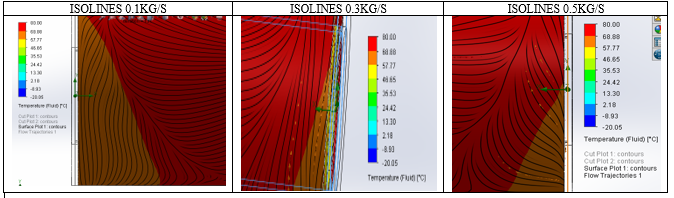 ISOLINES 0.1KG/S
ISOLINES 0.3KG/S
ISOLINES 0.5KG/S
80.00
68.88
57.77
46.65
35.53
24.42
13.30
2.18
-8.93
-20.05
Temperature (Fluid) [°C]
Cut Plot 1: contours
Cut Plot 2: contours
Surface Plot 1: contours
Flow Trajectories 1
80.00
68.88
57.77
46.65
35.53
24.42
13.30
2.18
-8.93
-20.05
Temperature (Fluid) [°C]
80.00
68.88
57.77
46.65
35.53
24.42
13.30
2.18
-8.93
-20.05
Temperature (Fluid) [°C]
Cut Plot 1: contours
Cut Plot 2: contours
Surface Plot 1: contours
Flow Trajectories 1